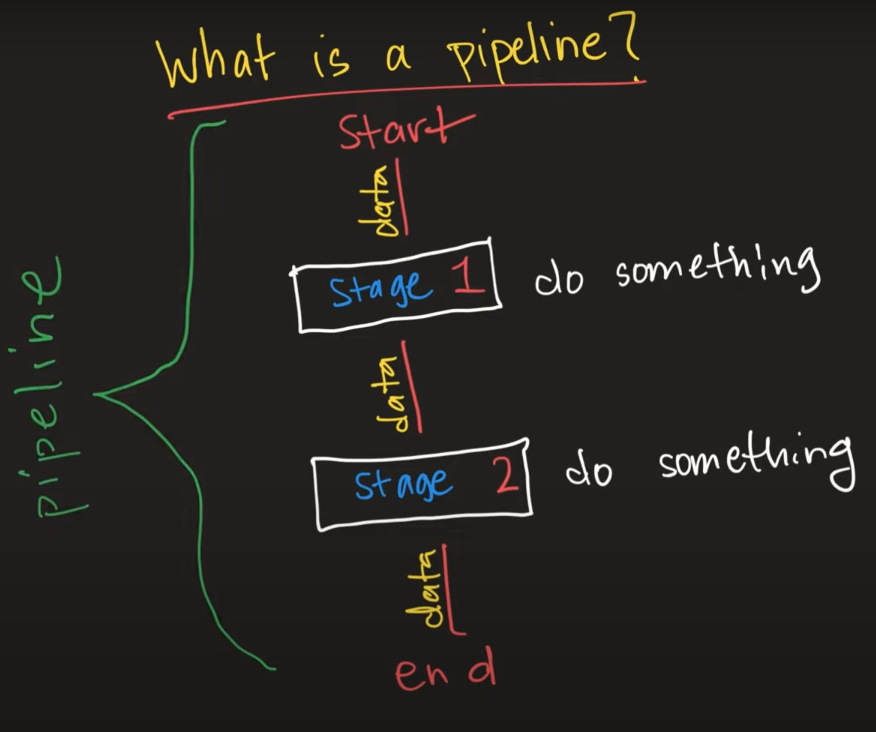 What is a pipeline?
start
data
stage 1 do something
pipeline
data
stage 2 do something
data
end